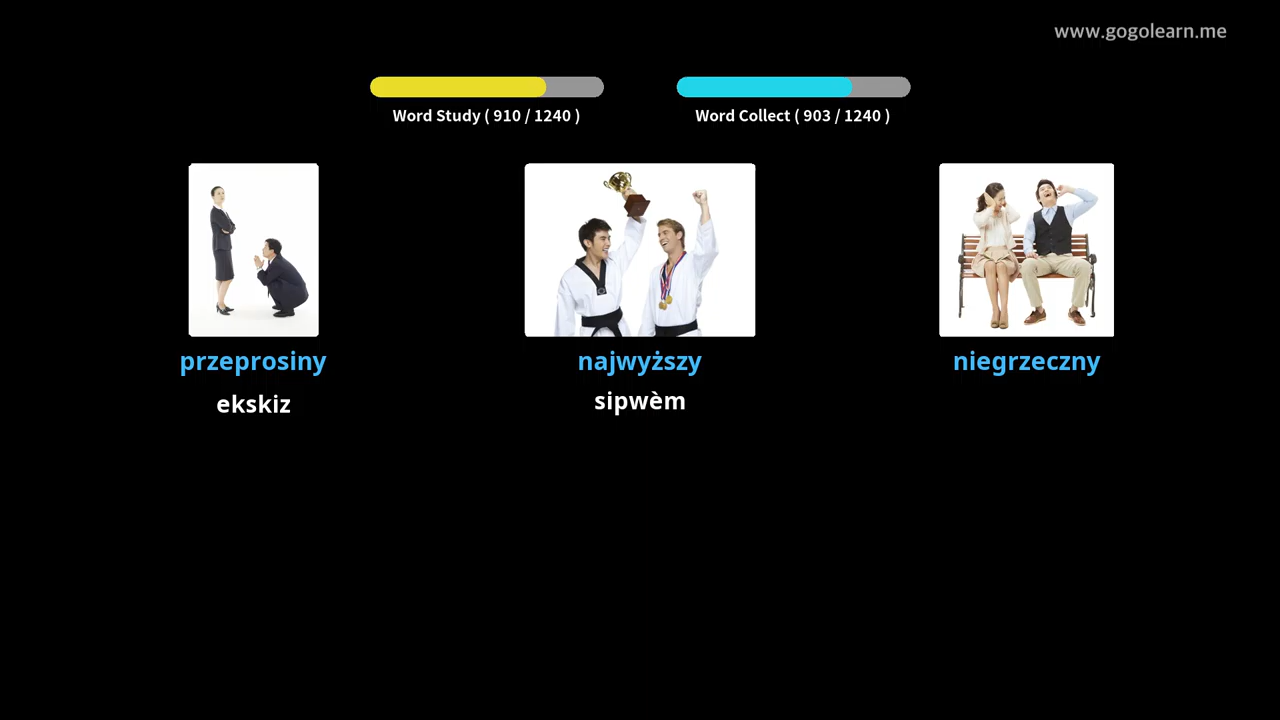 www.gogolearn.me
Word Study ( 910 / 1240 )
Word Collect ( 903 / 1240 )
przeprosiny
najwyższy
niegrzeczny
ekskiz
sipwèm